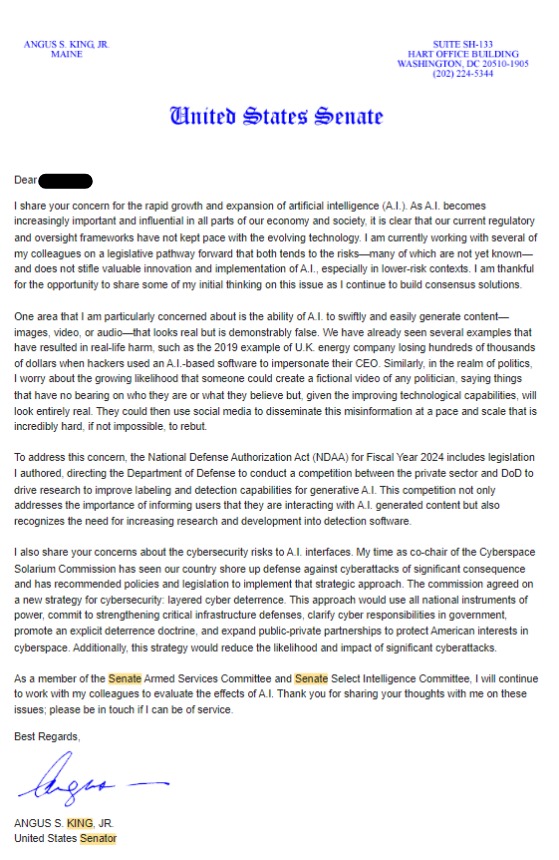 ANGUS S. KING, JR.
MAINE
SUITE SH-133
HART OFFICE BUILDING
WASHINGTON, DC 20510-1905
(202) 224-5344
United States Senate
Dear
I share your concern for the rapid growth and expansion of artificial intelligence (A.I.). As A.I. becomes
increasingly important and influential in all parts of our economy and society, it is clear that our current regulatory
and oversight frameworks have not kept pace with the evolving technology. I am currently working with several of
my colleagues on a legislative pathway forward that both tends to the risks—many of which are not yet known—
and does not stifle valuable innovation and implementation of A.I., especially in lower-risk contexts. I am thankful
for the opportunity to share some of my initial thinking on this issue as I continue to build consensus solutions.
One area that I am particularly concerned about is the ability of A.I. to swiftly and easily generate content—
images, video, or audio—that looks real but is demonstrably false. We have already seen several examples that
have resulted in real-life harm, such as the 2019 example of U.K. energy company losing hundreds of thousands
of dollars when hackers used an A.I.-based software to impersonate their CEO. Similarly, in the realm of politics,
I worry about the growing likelihood that someone could create a fictional video of any politician, saying things
that have no bearing on who they are or what they believe but, given the improving technological capabilities, will
look entirely real. They could then use social media to disseminate this misinformation at a pace and scale that is
incredibly hard, if not impossible, to rebut.
To address this concern, the National Defense Authorization Act (NDAA) for Fiscal Year 2024 includes legislation
I authored, directing the Department of Defense to conduct a competition between the private sector and DoD to
drive research to improve labeling and detection capabilities for generative A.I. This competition not only
addresses the importance of informing users that they are interacting with A.I. generated content but also
recognizes the need for increasing research and development into detection software.
I also share your concerns about the cybersecurity risks to A.I. interfaces. My time as co-chair of the Cyberspace
Solarium Commission has seen our country shore up defense against cyberattacks of significant consequence
and has recommended policies and legislation to implement that strategic approach. The commission agreed on
a new strategy for cybersecurity: layered cyber deterrence. This approach would use all national instruments of
power, commit to strengthening critical infrastructure defenses, clarify cyber responsibilities in government,
promote an explicit deterrence doctrine, and expand public-private partnerships to protect American interests in
cyberspace. Additionally, this strategy would reduce the likelihood and impact of significant cyberattacks.
As a member of the Senate Armed Services Committee and Senate Select Intelligence Committee, I will continue
to work with my colleagues to evaluate the effects of A.I. Thank you for sharing your thoughts with me on these
issues; please be in touch if I can be of service.
Best Regards,
Angus
ANGUS S. KING, JR.
United States Senator